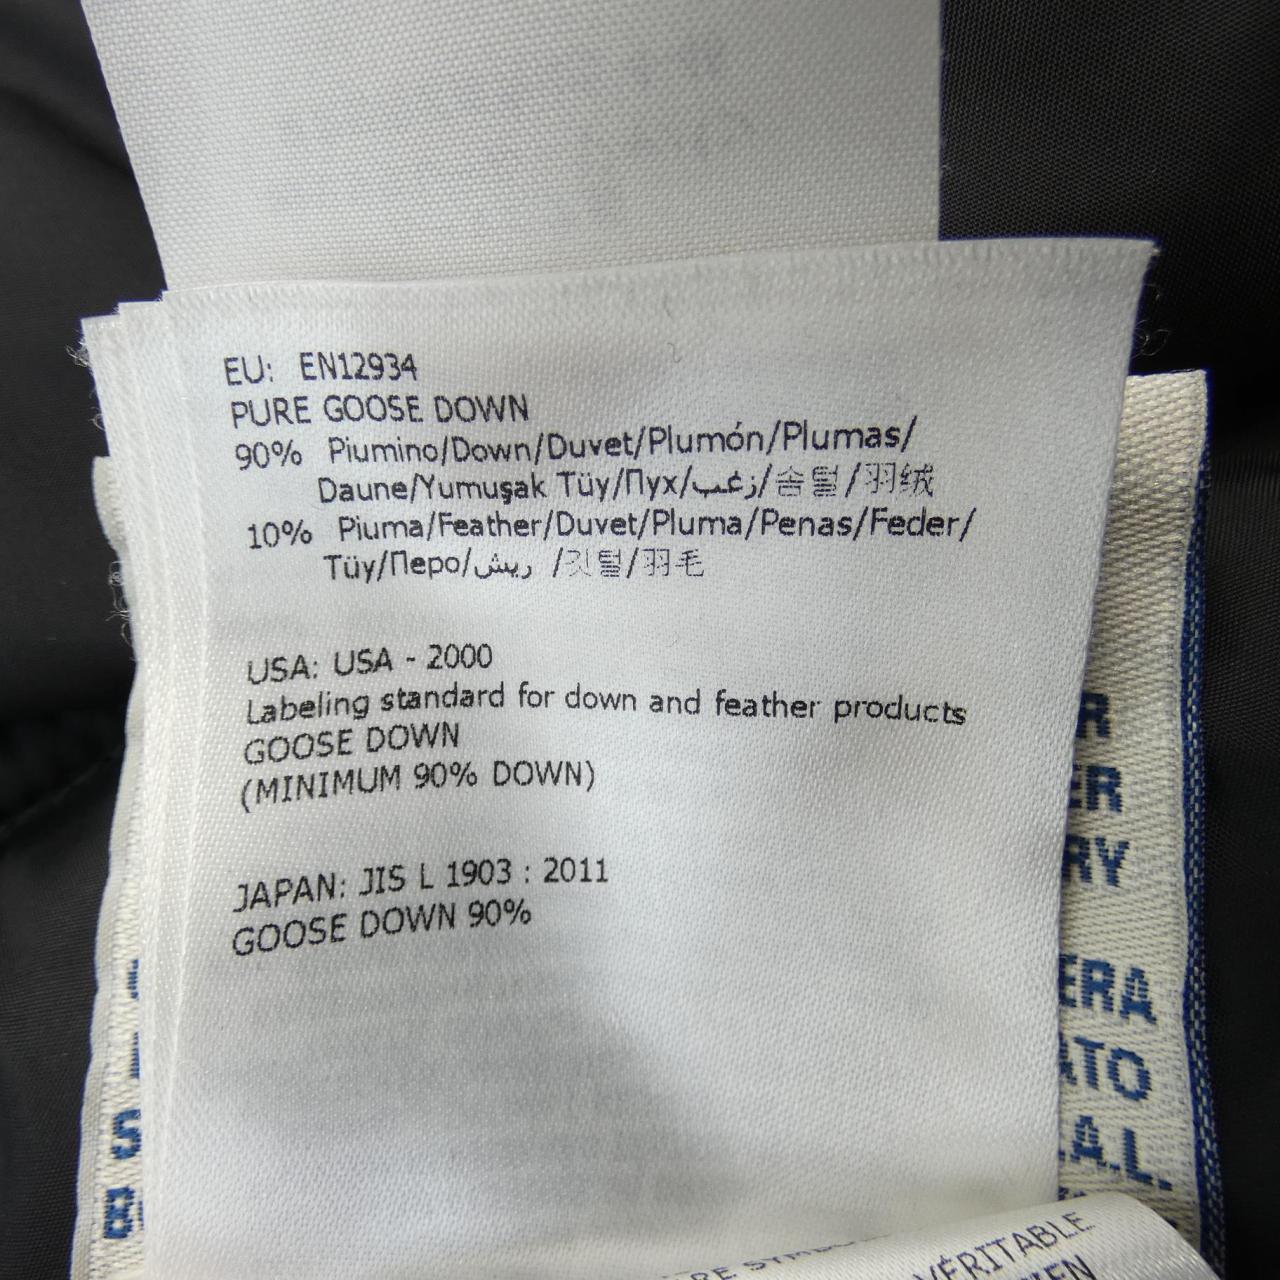 EU: EN12934
PURE GOOSE DOWN
90% Piumino/Down/Duvet/Plumón/Plumas/
Daune/Yumuşak Tüy/Пух/زغب/솜털/羽绒
10% Piuma/Feather/Duvet/Pluma/Penas/Feder/
Tüy/Перо/ريش /깃털/羽毛
USA: USA - 2000
Labeling standard for down and feather products
GOOSE DOWN
(MINIMUM 90% DOWN)
JAPAN: JIS L 1903 : 2011
GOOSE DOWN 90%
R
ER
RY
ERA
ATO
.A.L.
VÉRITABLE